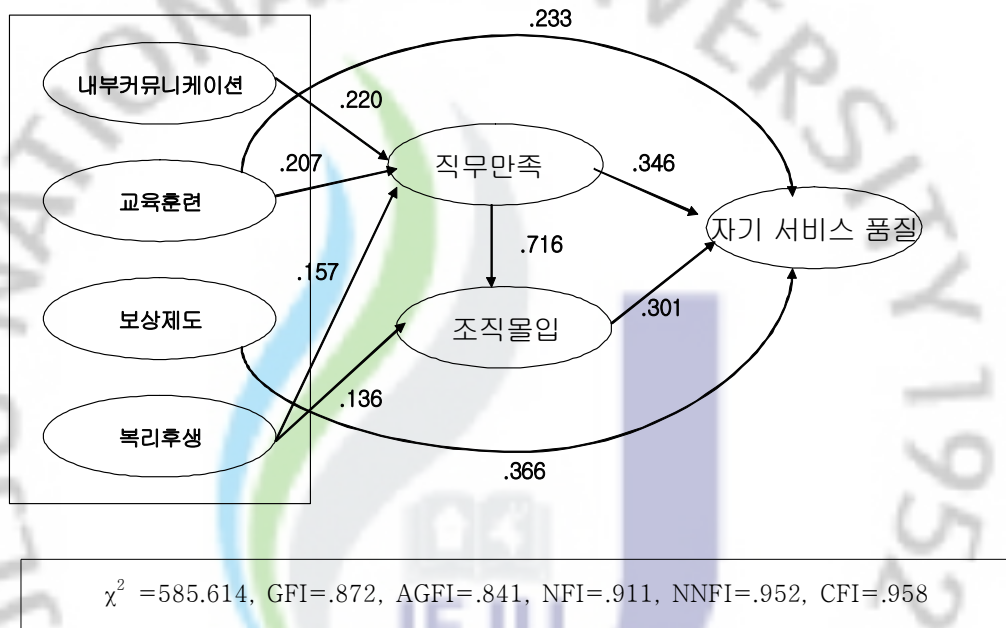 .233
내부커뮤니케이션
.220
교육훈련
.207
직무만족
.346
자기 서비스 품질
.716
.157
보상제도
조직몰입
.301
.136
복리후생
.366
χ² =585.614, GFI=.872, AGFI=.841, NFI=.911, NNFI=.952, CFI=.958